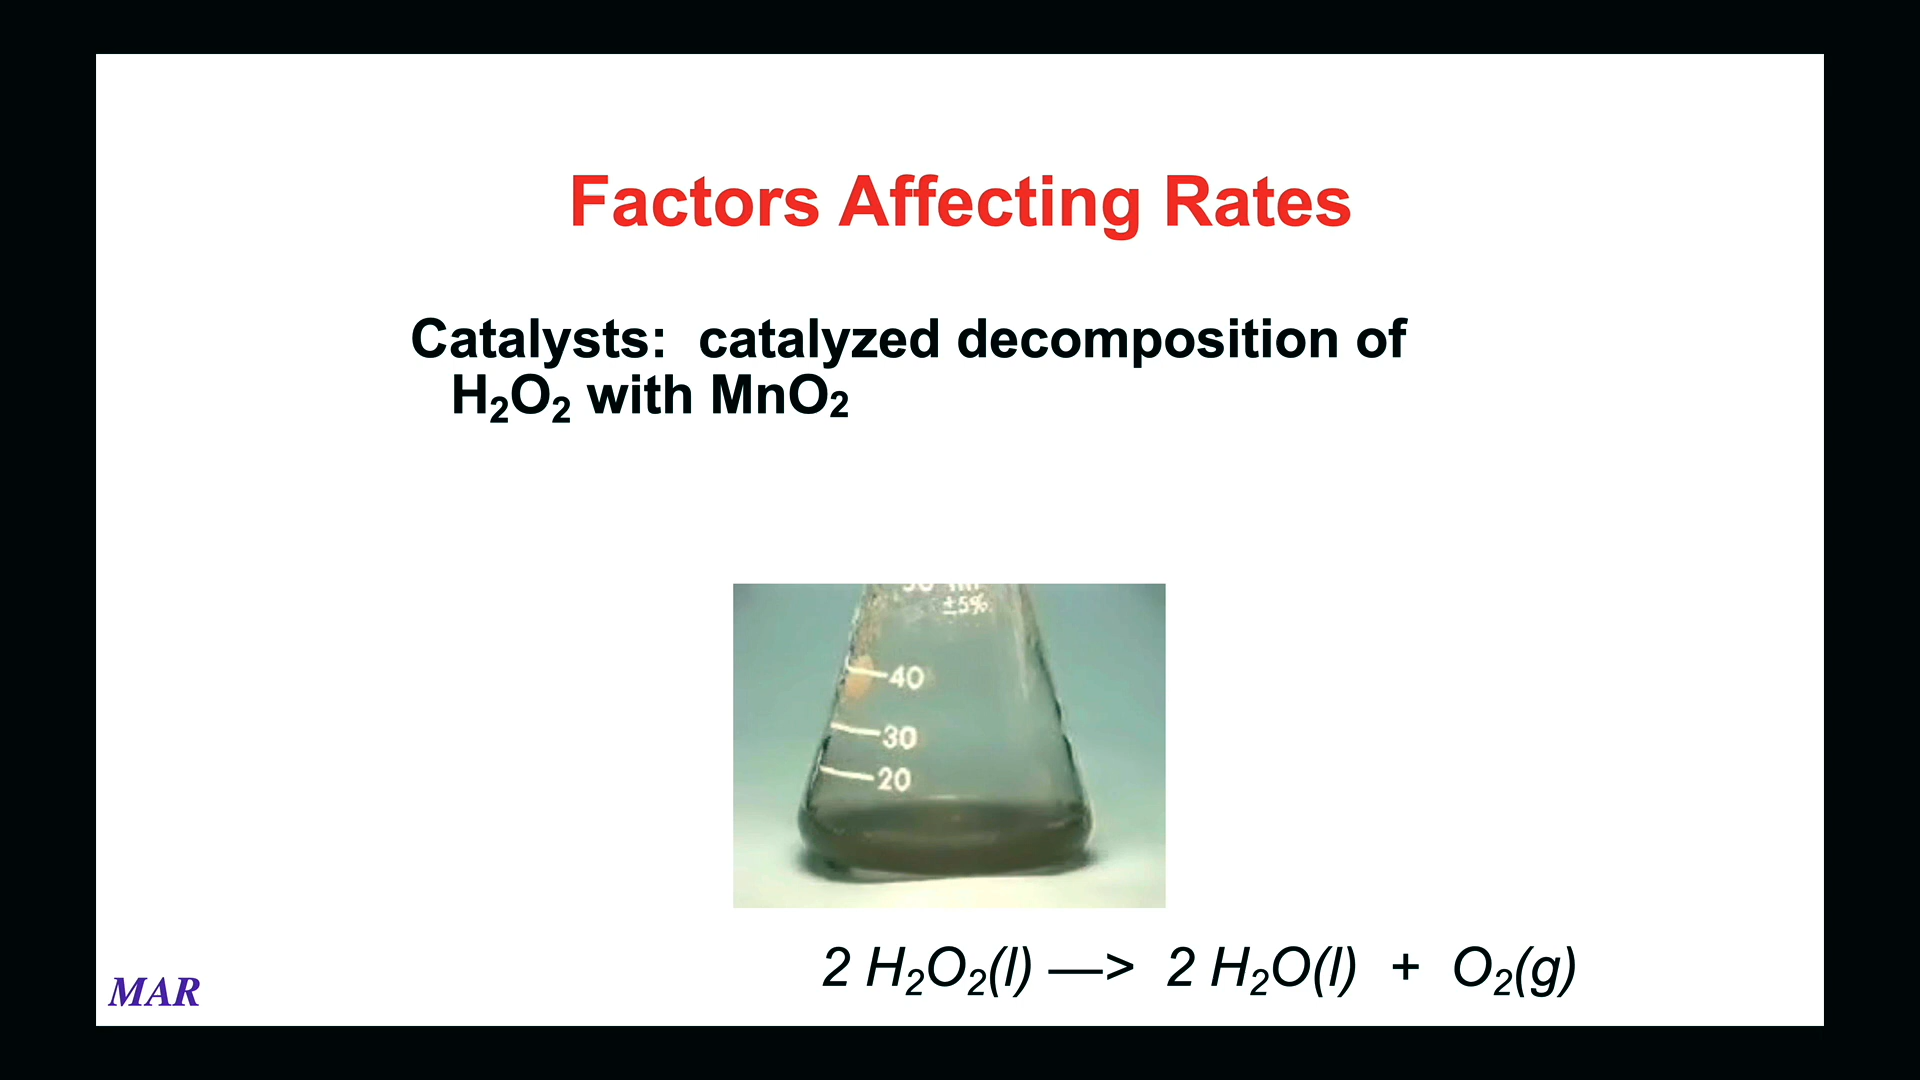 Factors Affecting Rates
Catalysts: catalyzed decomposition of
H₂O₂ with MnO₂
±5%
40
30
20
2 H₂O₂(l) —> 2 H₂O(l) + O₂(g)
MAR